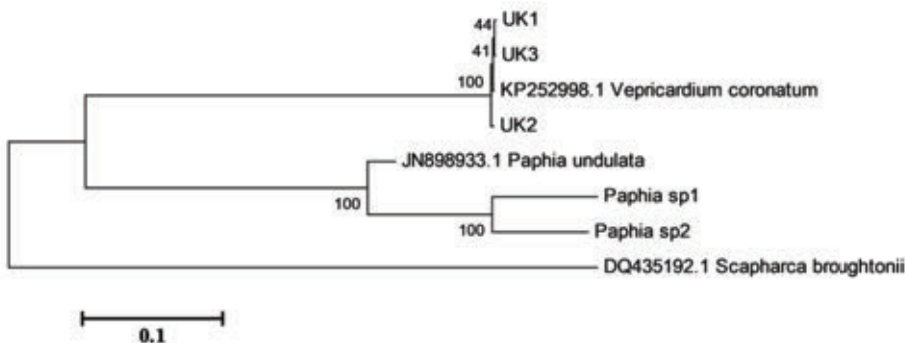 44
UK1
41
UK3
100
KP252998.1 Vepricardium coronatum
UK2
JN898933.1 Paphia undulata
100
Paphia sp1
100
Paphia sp2
DQ435192.1 Scapharca broughtonii
0.1